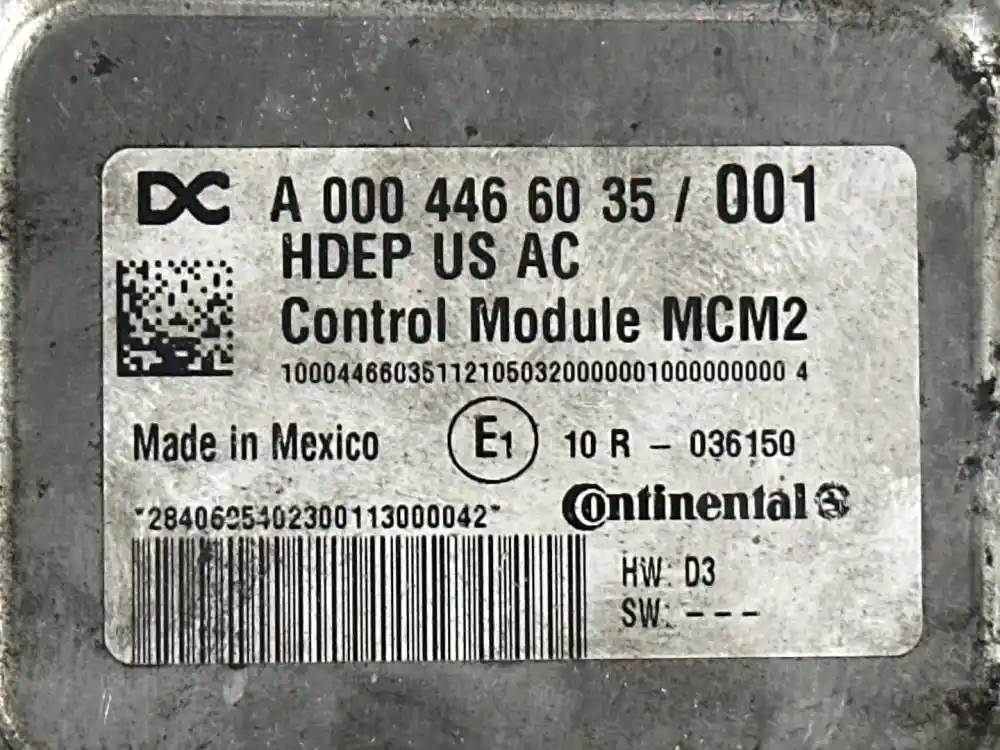 DC A 000 446 60 35 / 001
HDEP US AC
Control Module MCM2
10004466035112105032000000100000000 4
Made in Mexico E1 10 R - 036150
Continental
HW: D3
SW: ---